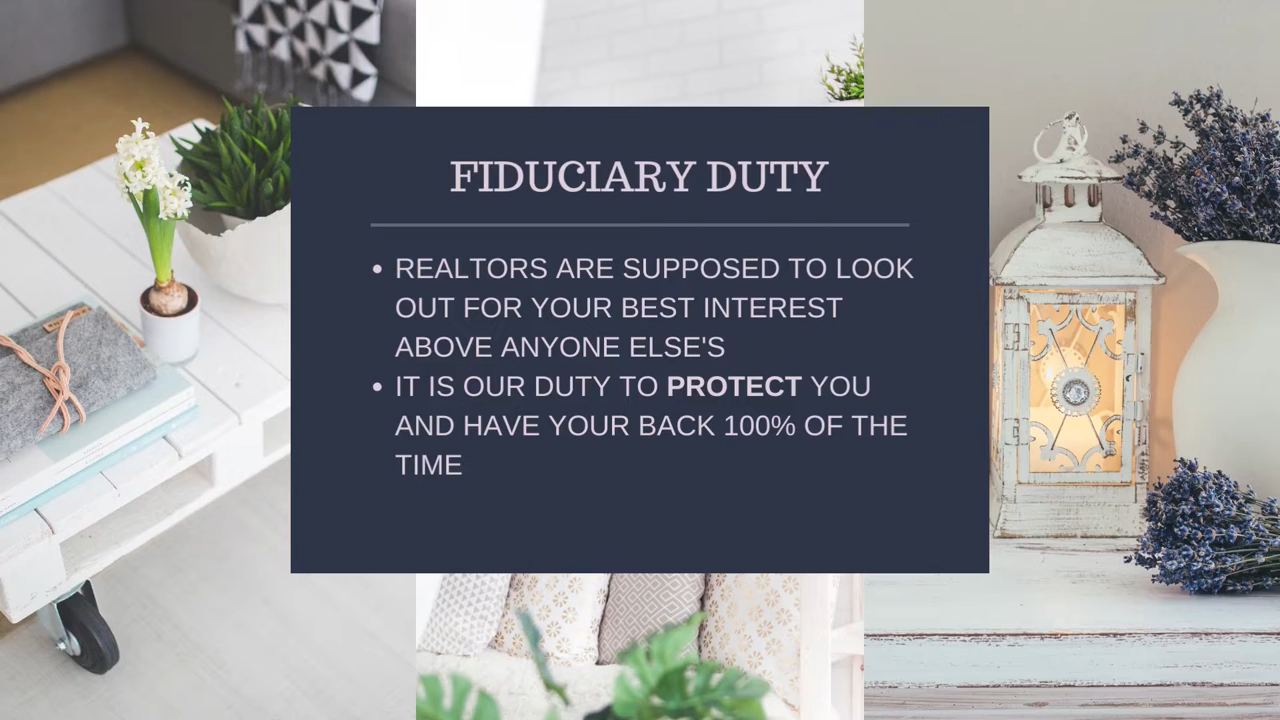 FIDUCIARY DUTY
• REALTORS ARE SUPPOSED TO LOOK
OUT FOR YOUR BEST INTEREST
ABOVE ANYONE ELSE'S
• IT IS OUR DUTY TO PROTECT YOU
AND HAVE YOUR BACK 100% OF THE
TIME